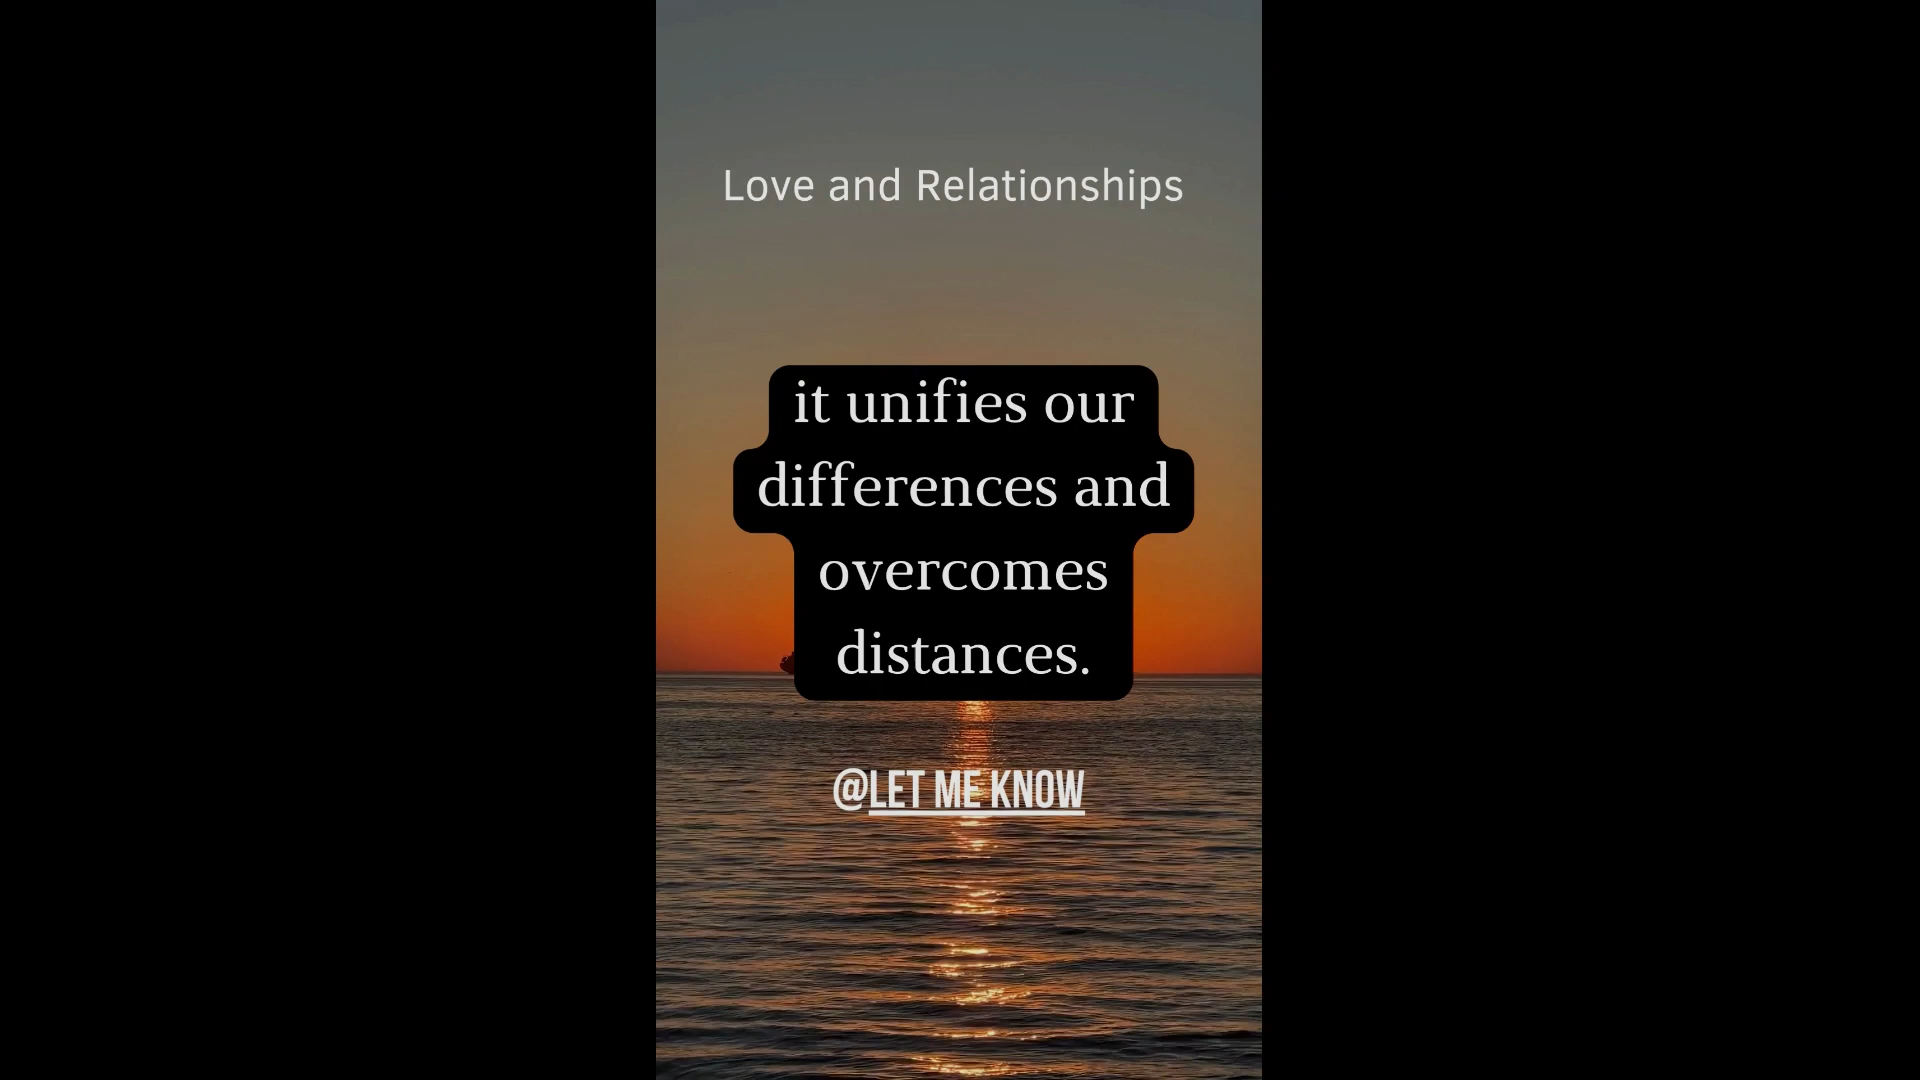 Love and Relationships
it unifies our
differences and
overcomes
distances.
@LET ME KNOW